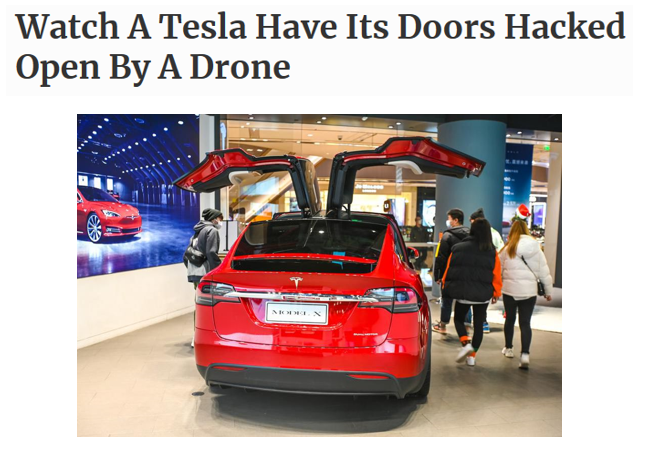 Watch A Tesla Have Its Doors Hacked
Open By A Drone
MODEL X